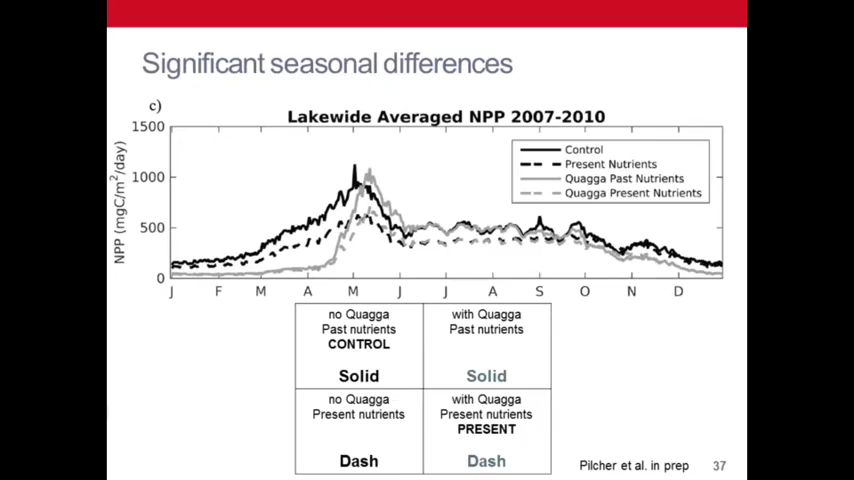 Significant seasonal differences
c)
Lakewide Averaged NPP 2007-2010
NPP (mgC/m²/day)
1500
1000
500
0
Control
Present Nutrients
Quagga Past Nutrients
Quagga Present Nutrients
J F M A M J J A S O N D
no Quagga
Past nutrients
CONTROL
Solid
with Quagga
Past nutrients
Solid
no Quagga
Present nutrients
Dash
with Quagga
Present nutrients
PRESENT
Dash
Pilcher et al. in prep 37